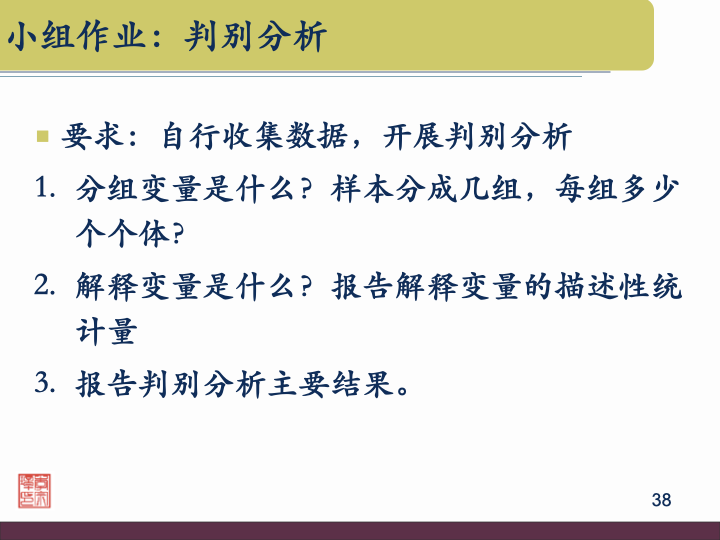 小组作业：判别分析
要求：自行收集数据，开展判别分析
1. 分组变量是什么？样本分成几组，每组多少
个个体？
2. 解释变量是什么？报告解释变量的描述性统
计量
3. 报告判别分析主要结果。
38